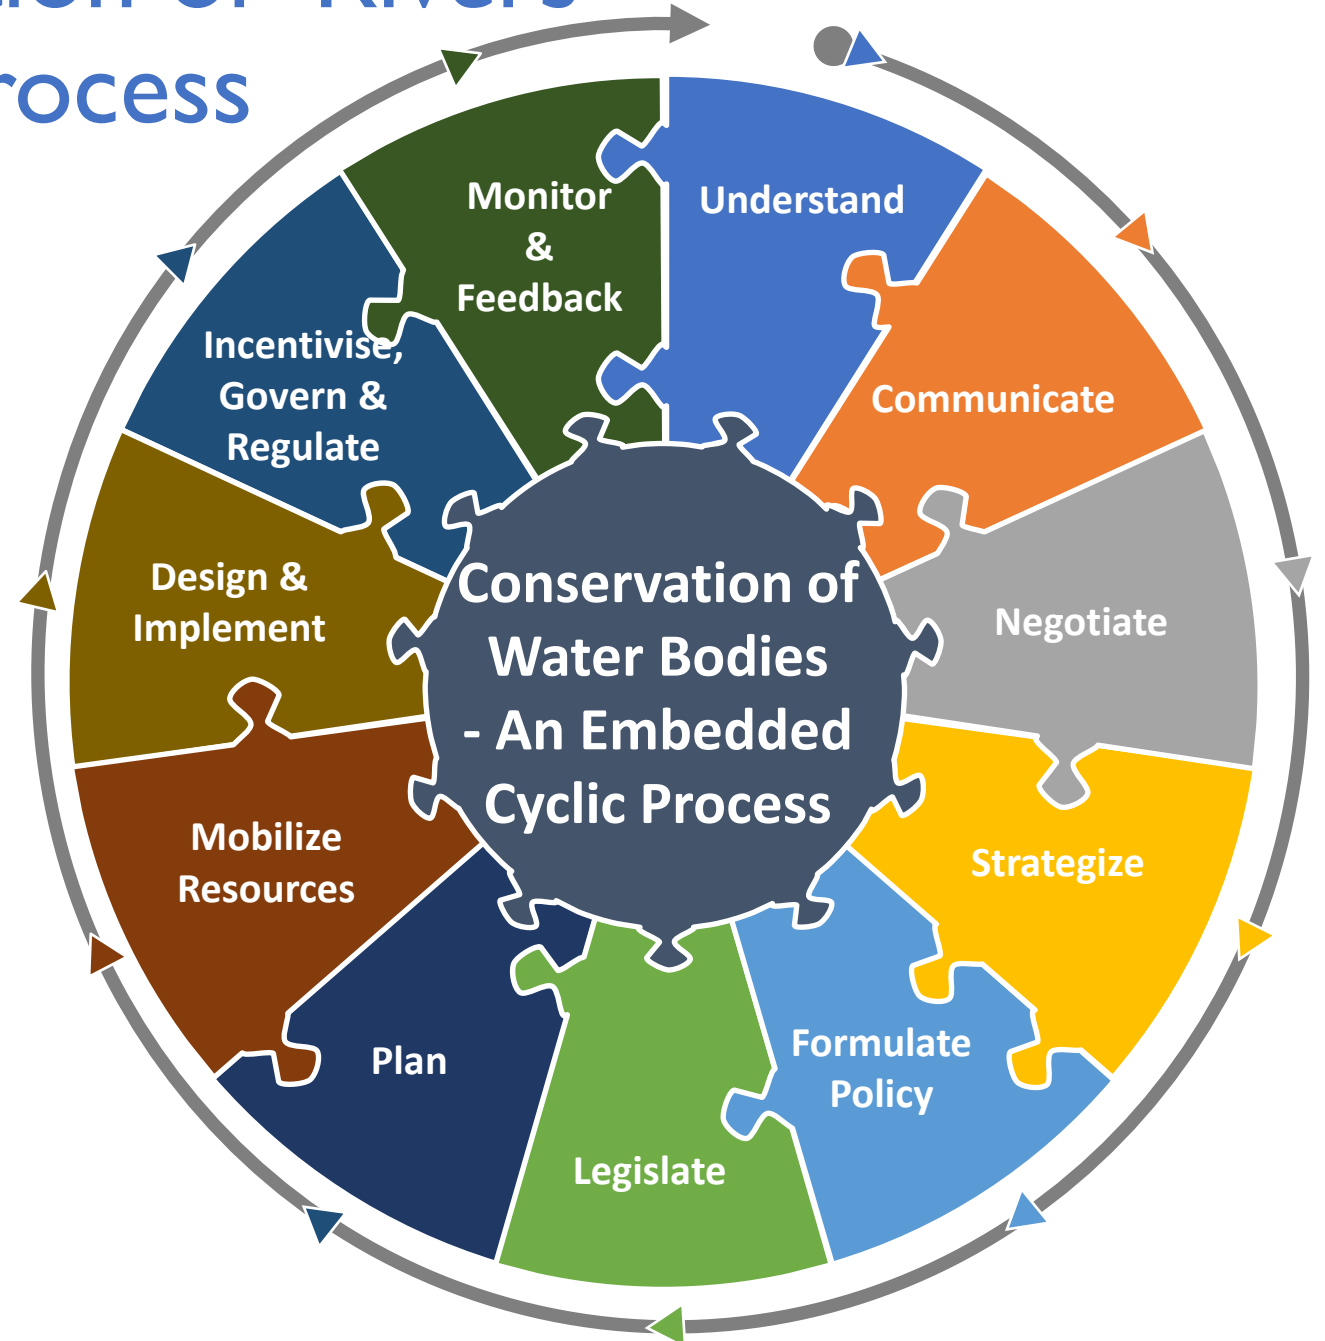 Rivers
Understand
Communicate
Negotiate
Strategize
Formulate
Policy
Legislate
Plan
Mobilize
Resources
Design &
Implement
Incentivise,
Govern &
Regulate
Monitor
&
Feedback
Conservation of
Water Bodies
- An Embedded
Cyclic Process